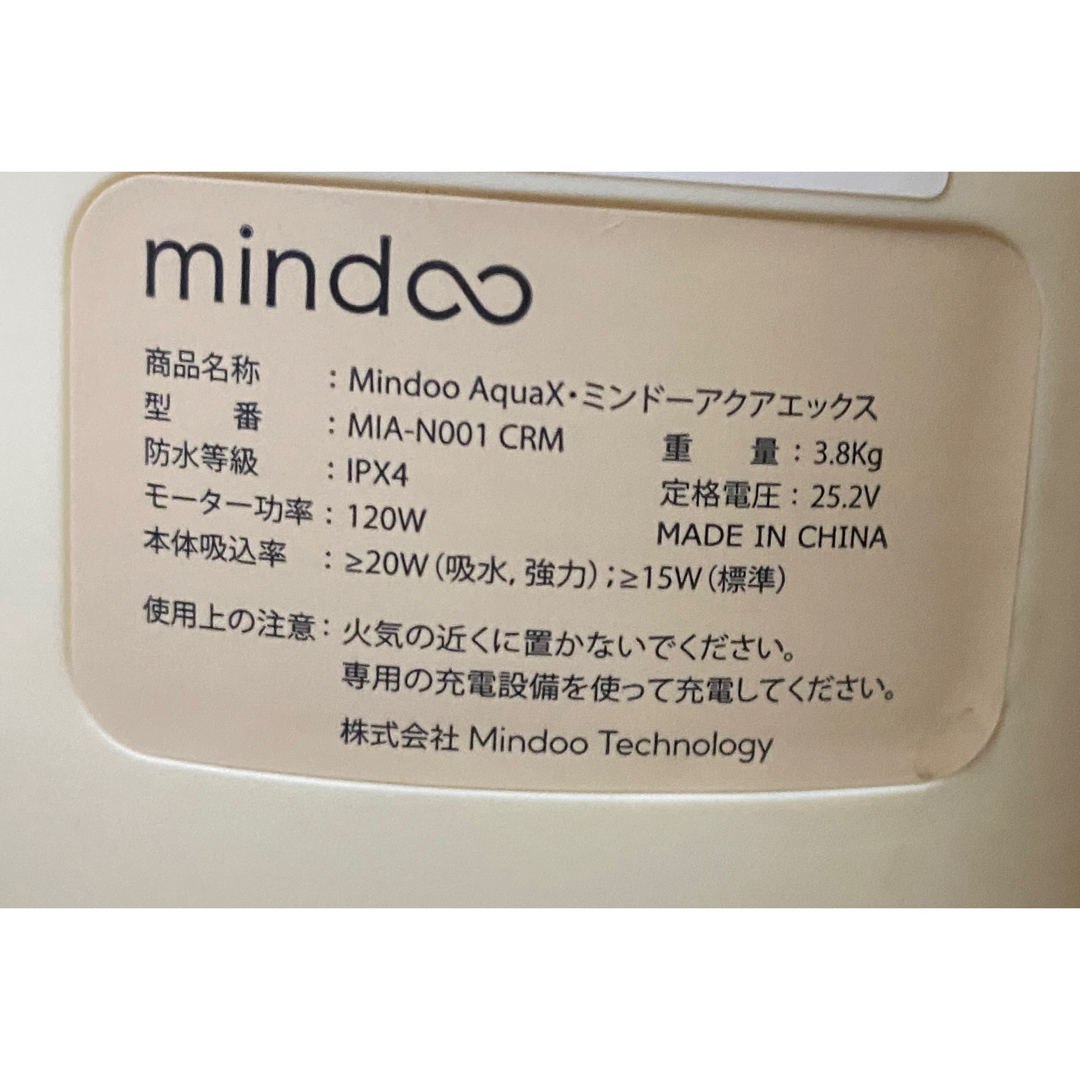 mindoo
商品名称 : Mindoo AquaX・ミンドーアクアエックス
型 番 : MIA-N001 CRM
重 量 : 3.8Kg
防水等級 : IPX4
定格電圧 : 25.2V
モーター功率 : 120W
MADE IN CHINA
本体吸込率 : ≥20W (吸水, 強力) ; ≥15W (標準)
使用上の注意 : 火気の近くに置かないでください。
専用の充電設備を使って充電してください。
株式会社 Mindoo Technology